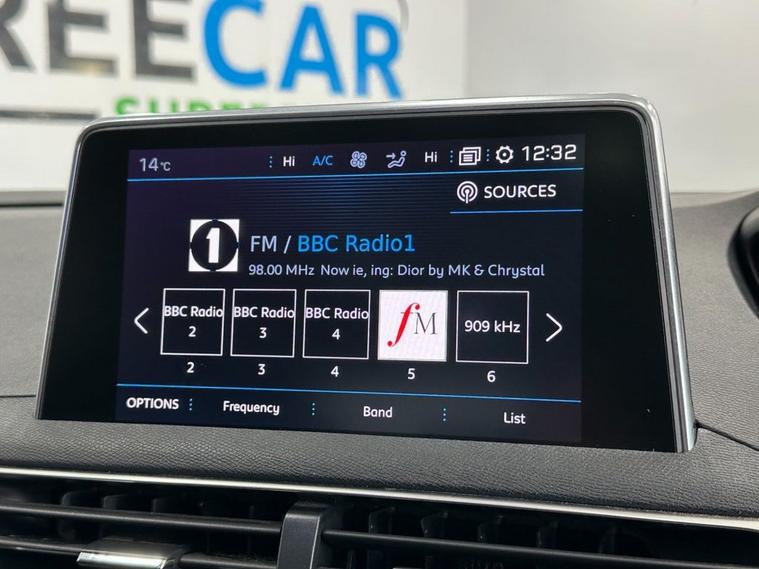 REECAR
14°C
Hi A/C Hi 12:32
SOURCES
1
FM / BBC Radio1
98.00 MHz Now ie, ing: Dior by MK & Chrystal
BBC Radio
2
BBC Radio
3
BBC Radio
4
fM
909 kHz
2 3 4 5 6
OPTIONS Frequency Band List